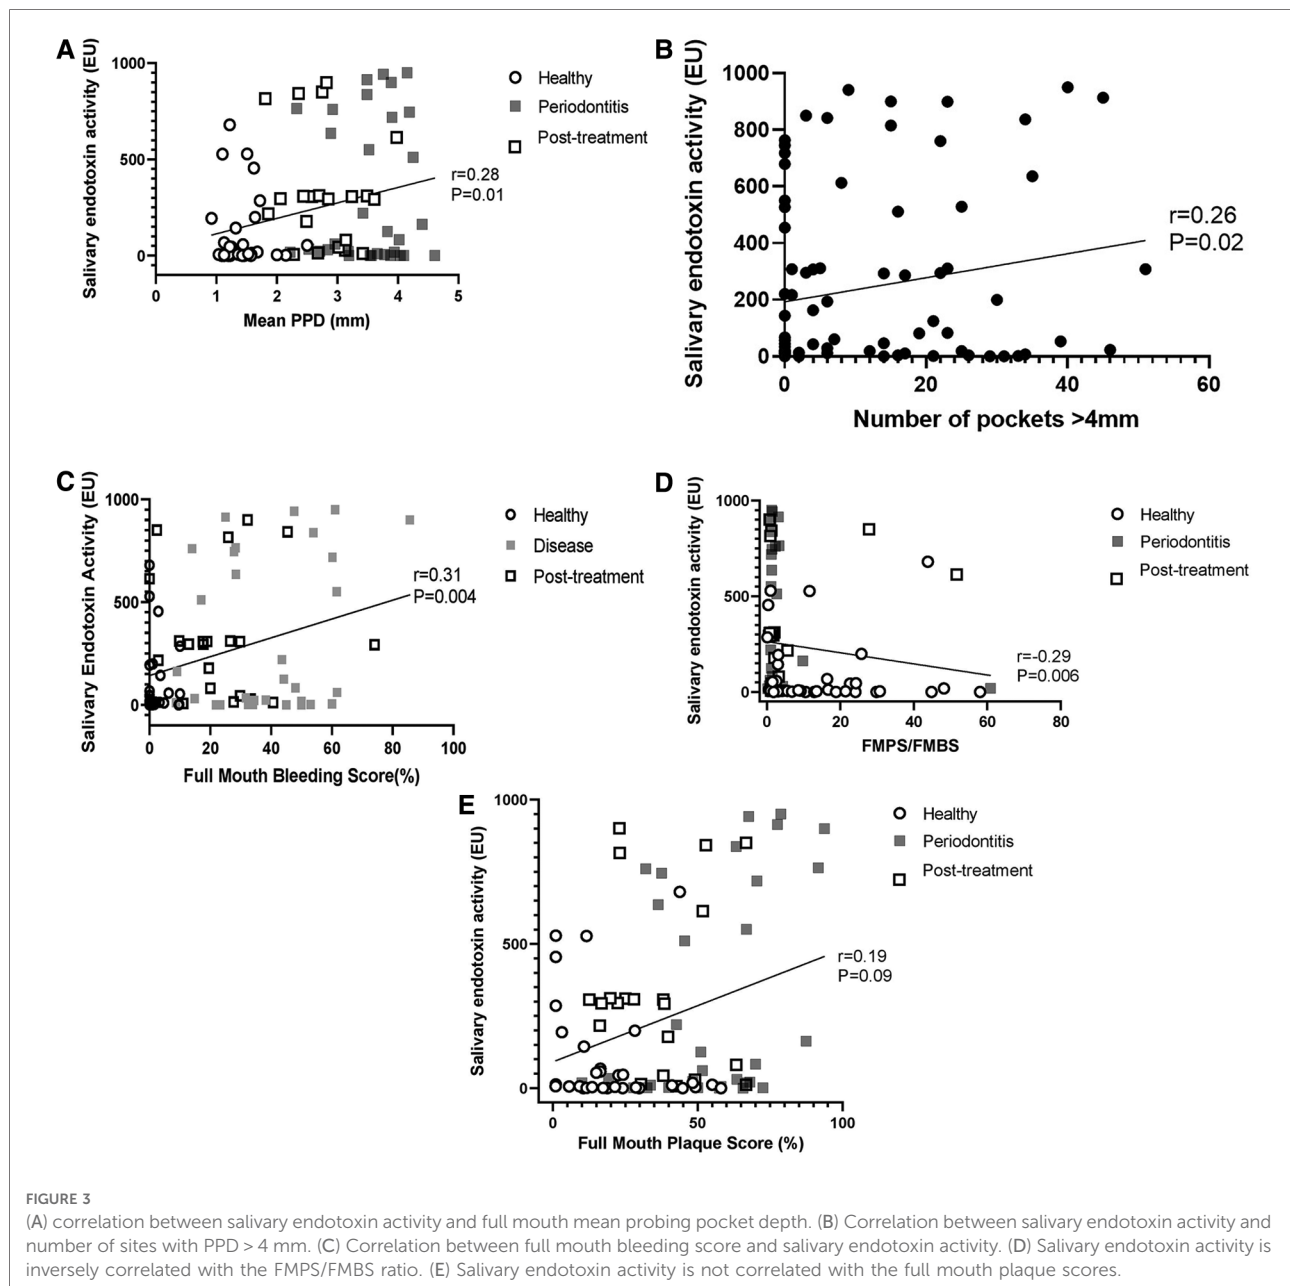 A
Salivary endotoxin activity (EU)
1000
500
0
0 1 2 3 4 5
Mean PPD (mm)
Healthy
Periodontitis
Post-treatment
r=0.28
P=0.01
B
Salivary endotoxin activity (EU)
1000
800
600
400
200
0
0 20 40 60
Number of pockets >4mm
r=0.26
P=0.02
C
Salivary Endotoxin Activity (EU)
1000
500
0
0 20 40 60 80 100
Full Mouth Bleeding Score(%)
Healthy
Disease
Post-treatment
r=0.31
P=0.004
D
Salivary endotoxin activity (EU)
1000
500
0
0 20 40 60 80
FMPS/FMBS
Healthy
Periodontitis
Post-treatment
r=-0.29
P=0.006
E
Salivary endotoxin activity (EU)
1000
500
0
0 50 100
Full Mouth Plaque Score (%)
Healthy
Periodontitis
Post-treatment
r=0.19
P=0.09
FIGURE 3
(A) correlation between salivary endotoxin activity and full mouth mean probing pocket depth. (B) Correlation between salivary endotoxin activity and
number of sites with PPD > 4 mm. (C) Correlation between full mouth bleeding score and salivary endotoxin activity. (D) Salivary endotoxin activity is
inversely correlated with the FMPS/FMBS ratio. (E) Salivary endotoxin activity is not correlated with the full mouth plaque scores.